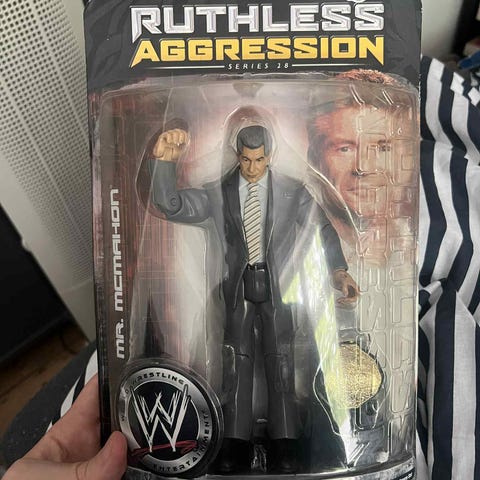 RUTHLESS
AGGRESSION
SERIES 28
MR. MCMAHON
W
WRESTLING
ENTERTAINMENT